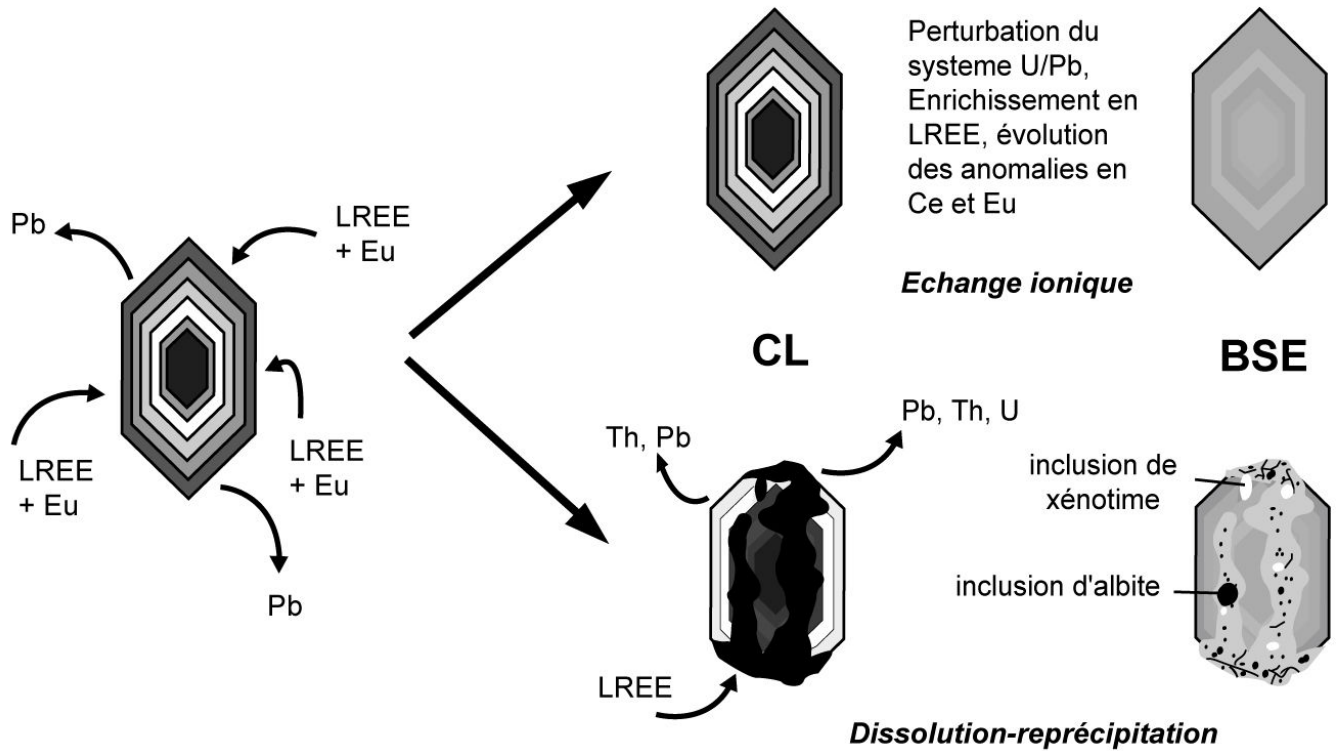 Pb
LREE
+ Eu
LREE
+ Eu
LREE
+ Eu
Pb
Perturbation du
systeme U/Pb,
Enrichissement en
LREE, évolution
des anomalies en
Ce et Eu
Echange ionique
CL
BSE
Th, Pb
Pb, Th, U
LREE
inclusion de
xénotime
inclusion d'albite
Dissolution-reprécipitation